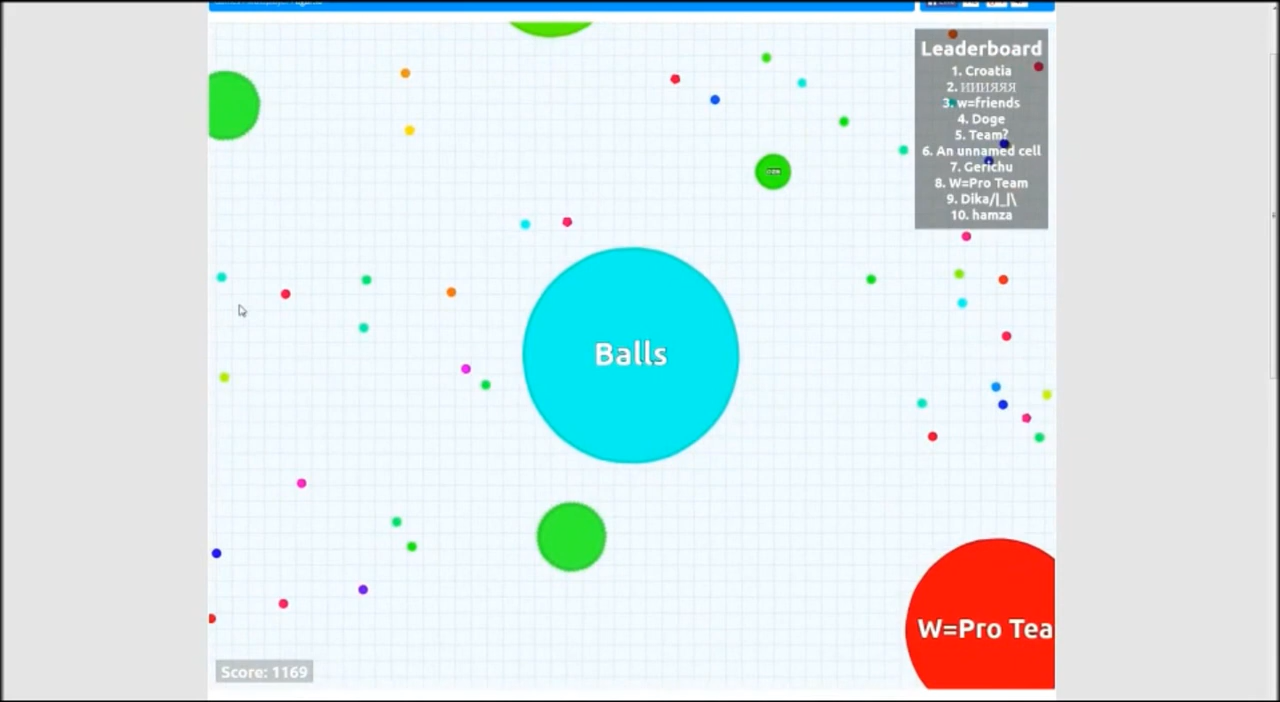 Leaderboard
1. Croatia
2. ИНИЯЯЯ
3. w=friends
4. Doge
5. Team?
6. An unnamed cell
7. Gerichu
8. W=Pro Team
9. Dika/|_|\
10. hamza
Balls
W=Pro Tea
Score: 1169